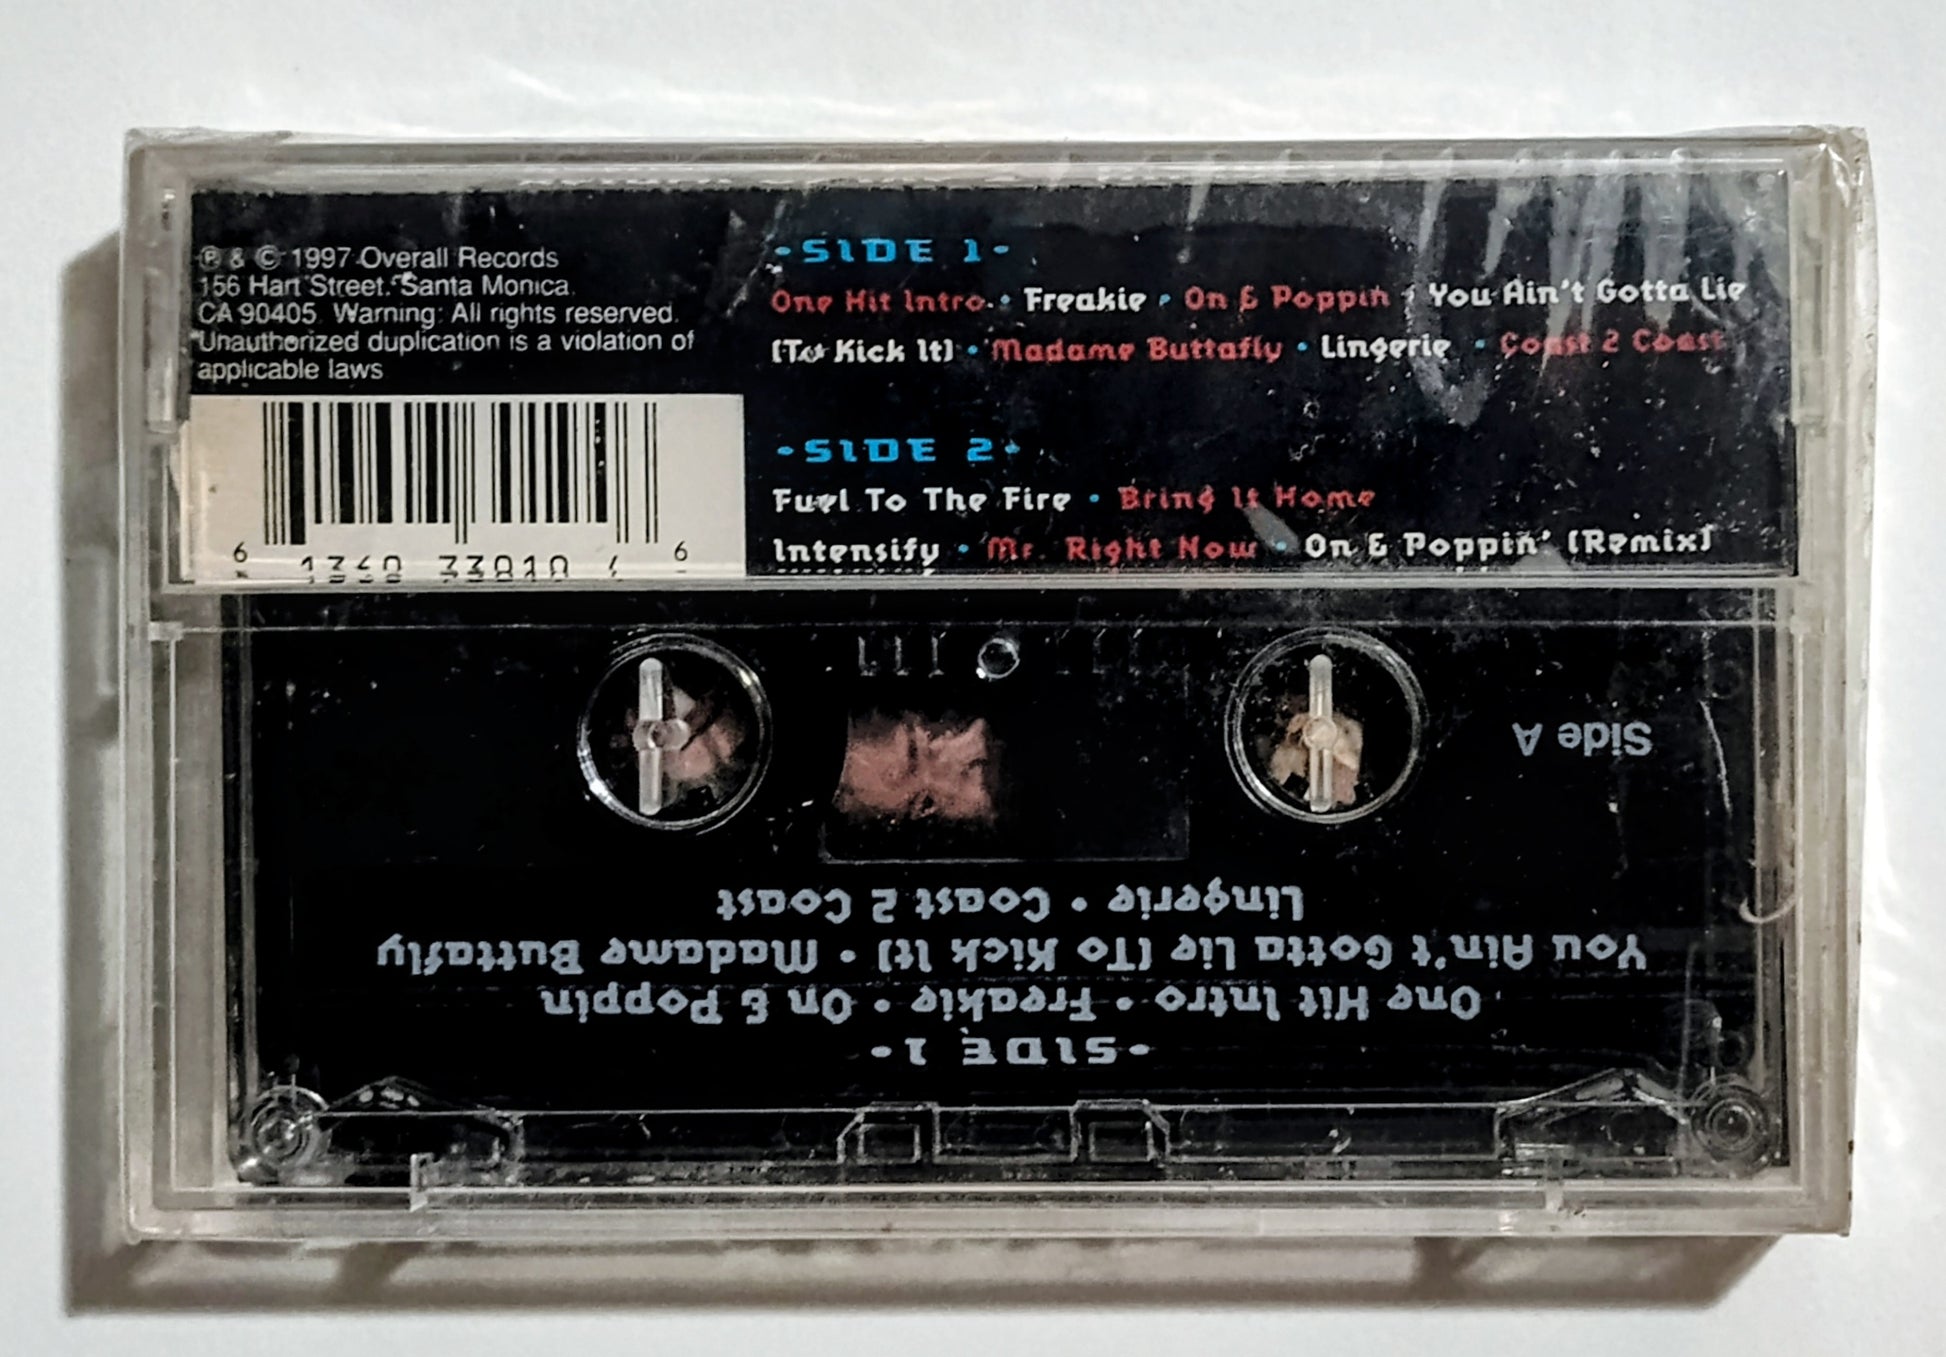 ℗ & © 1997 Overall Records
156 Hart Street. Santa Monica.
CA 90405. Warning: All rights reserved.
Unauthorized duplication is a violation of
applicable laws
6 33810 6
-SIDE 1-
One Hit Intro • Freakie • On & Poppin • You Ain't Gotta Lie
(To Kick It) • Madame Buttafly • Lingerie • Coast 2 Coast
-SIDE 2-
Fuel To The Fire • Bring It Home
Intensify • Mr. Right Now • On & Poppin' (Remix)
Side A
-SIDE 1-
One Hit Intro • Freakie • On & Poppin
You Ain't Gotta Lie (To Kick It) • Madame Buttafly
Lingerie • Coast 2 Coast